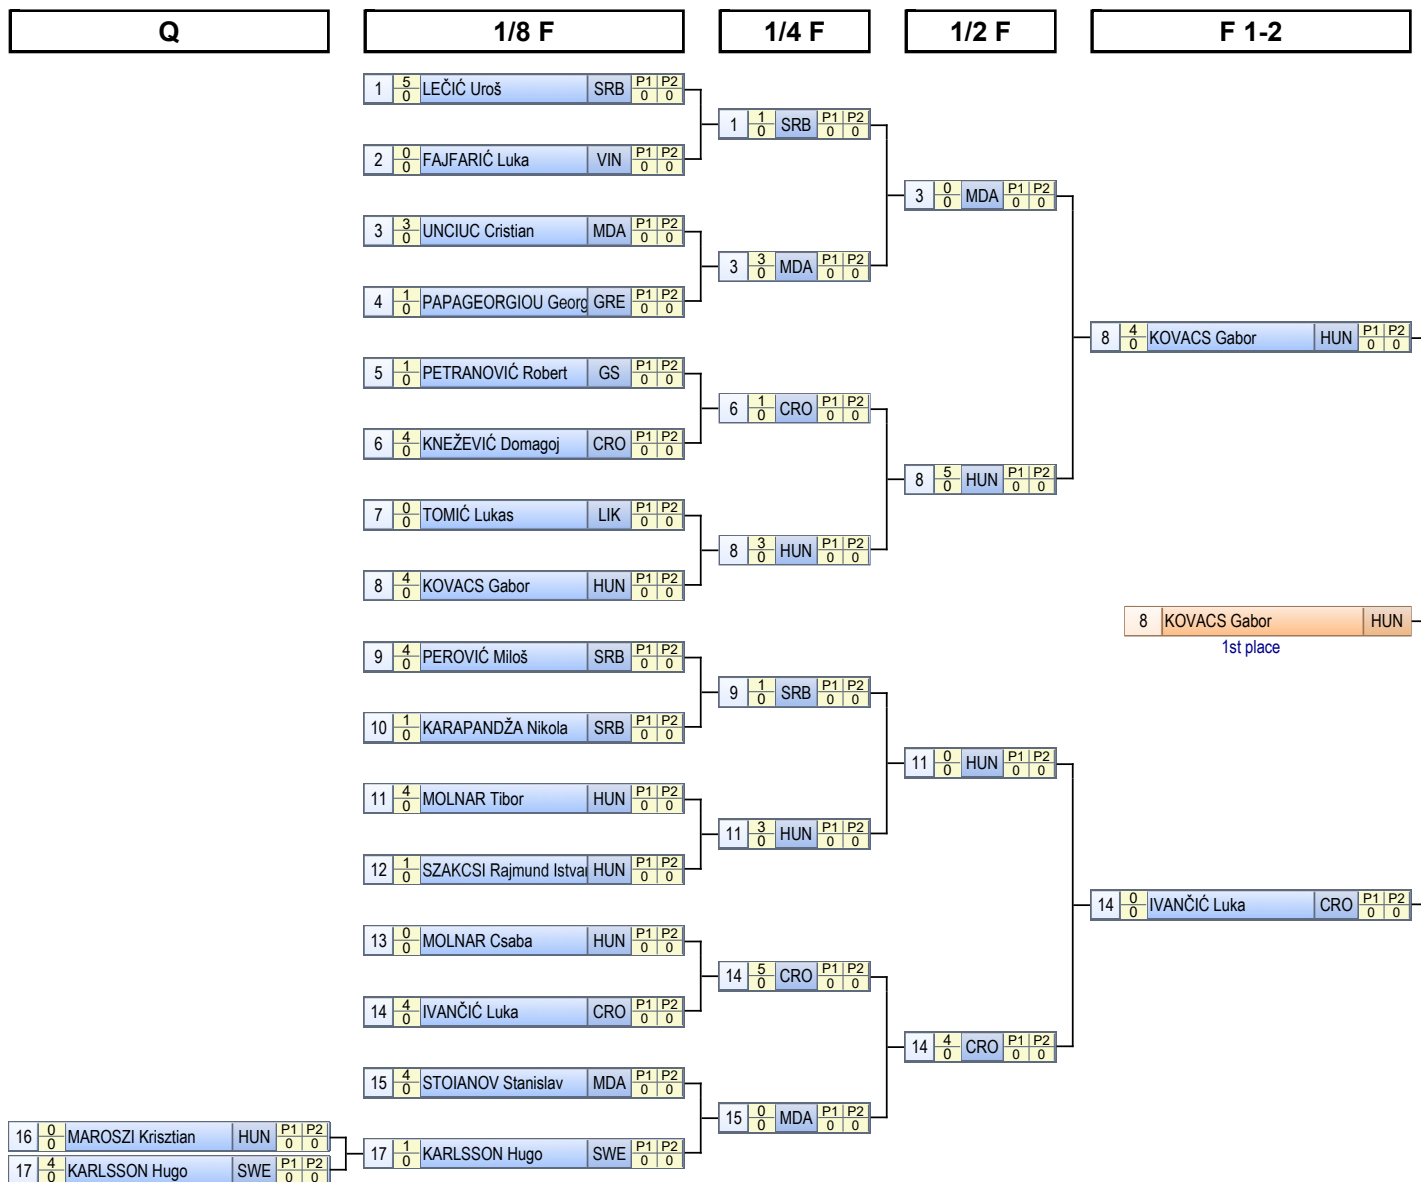 Q 1/8 F 1/4 F 1/2 F F 1-2
1 5 0 LEČIĆ Uroš SRB P1 P2 0 0
1 1 0 SRB P1 P2 0 0
2 0 0 FAJFARIĆ Luka VIN P1 P2 0 0
3 0 0 MDA P1 P2 0 0
3 3 0 UNCIUC Cristian MDA P1 P2 0 0
3 3 0 MDA P1 P2 0 0
4 1 0 PAPAGEORGIOU Georg GRE P1 P2 0 0
8 4 0 KOVACS Gabor HUN P1 P2 0 0
5 1 0 PETRANOVIĆ Robert GS P1 P2 0 0
6 1 0 CRO P1 P2 0 0
6 4 0 KNEŽEVIĆ Domagoj CRO P1 P2 0 0
8 5 0 HUN P1 P2 0 0
7 0 0 TOMIĆ Lukas LIK P1 P2 0 0
8 3 0 HUN P1 P2 0 0
8 4 0 KOVACS Gabor HUN P1 P2 0 0
8 KOVACS Gabor HUN
1st place
9 4 0 PEROVIĆ Miloš SRB P1 P2 0 0
9 1 0 SRB P1 P2 0 0
10 1 0 KARAPANDŽA Nikola SRB P1 P2 0 0
11 0 0 HUN P1 P2 0 0
11 4 0 MOLNAR Tibor HUN P1 P2 0 0
11 3 0 HUN P1 P2 0 0
12 1 0 SZAKCSI Rajmund Istvan HUN P1 P2 0 0
14 0 0 IVANČIĆ Luka CRO P1 P2 0 0
13 0 0 MOLNAR Csaba HUN P1 P2 0 0
14 5 0 CRO P1 P2 0 0
14 4 0 IVANČIĆ Luka CRO P1 P2 0 0
14 4 0 CRO P1 P2 0 0
15 4 0 STOIANOV Stanislav MDA P1 P2 0 0
15 0 0 MDA P1 P2 0 0
16 0 0 MAROSZI Krisztian HUN P1 P2 0 0
17 1 0 KARLSSON Hugo SWE P1 P2 0 0
17 4 0 KARLSSON Hugo SWE P1 P2 0 0